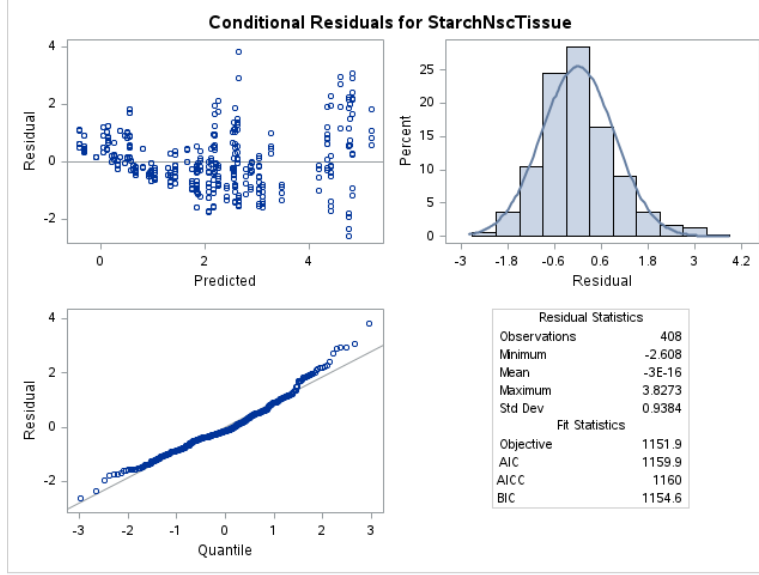 Conditional Residuals for StarchNscTissue
4
2
0
-2
Residual
0 2 4
Predicted
25
20
15
10
5
0
Percent
-3 -1.8 -0.6 0.6 1.8 3 4.2
Residual
4
2
0
-2
Residual
-3 -2 -1 0 1 2 3
Quantile
Residual Statistics
Observations 408
Minimum -2.608
Mean -3E-16
Maximum 3.8273
Std Dev 0.9384
Fit Statistics
Objective 1151.9
AIC 1159.9
AICC 1160
BIC 1154.6